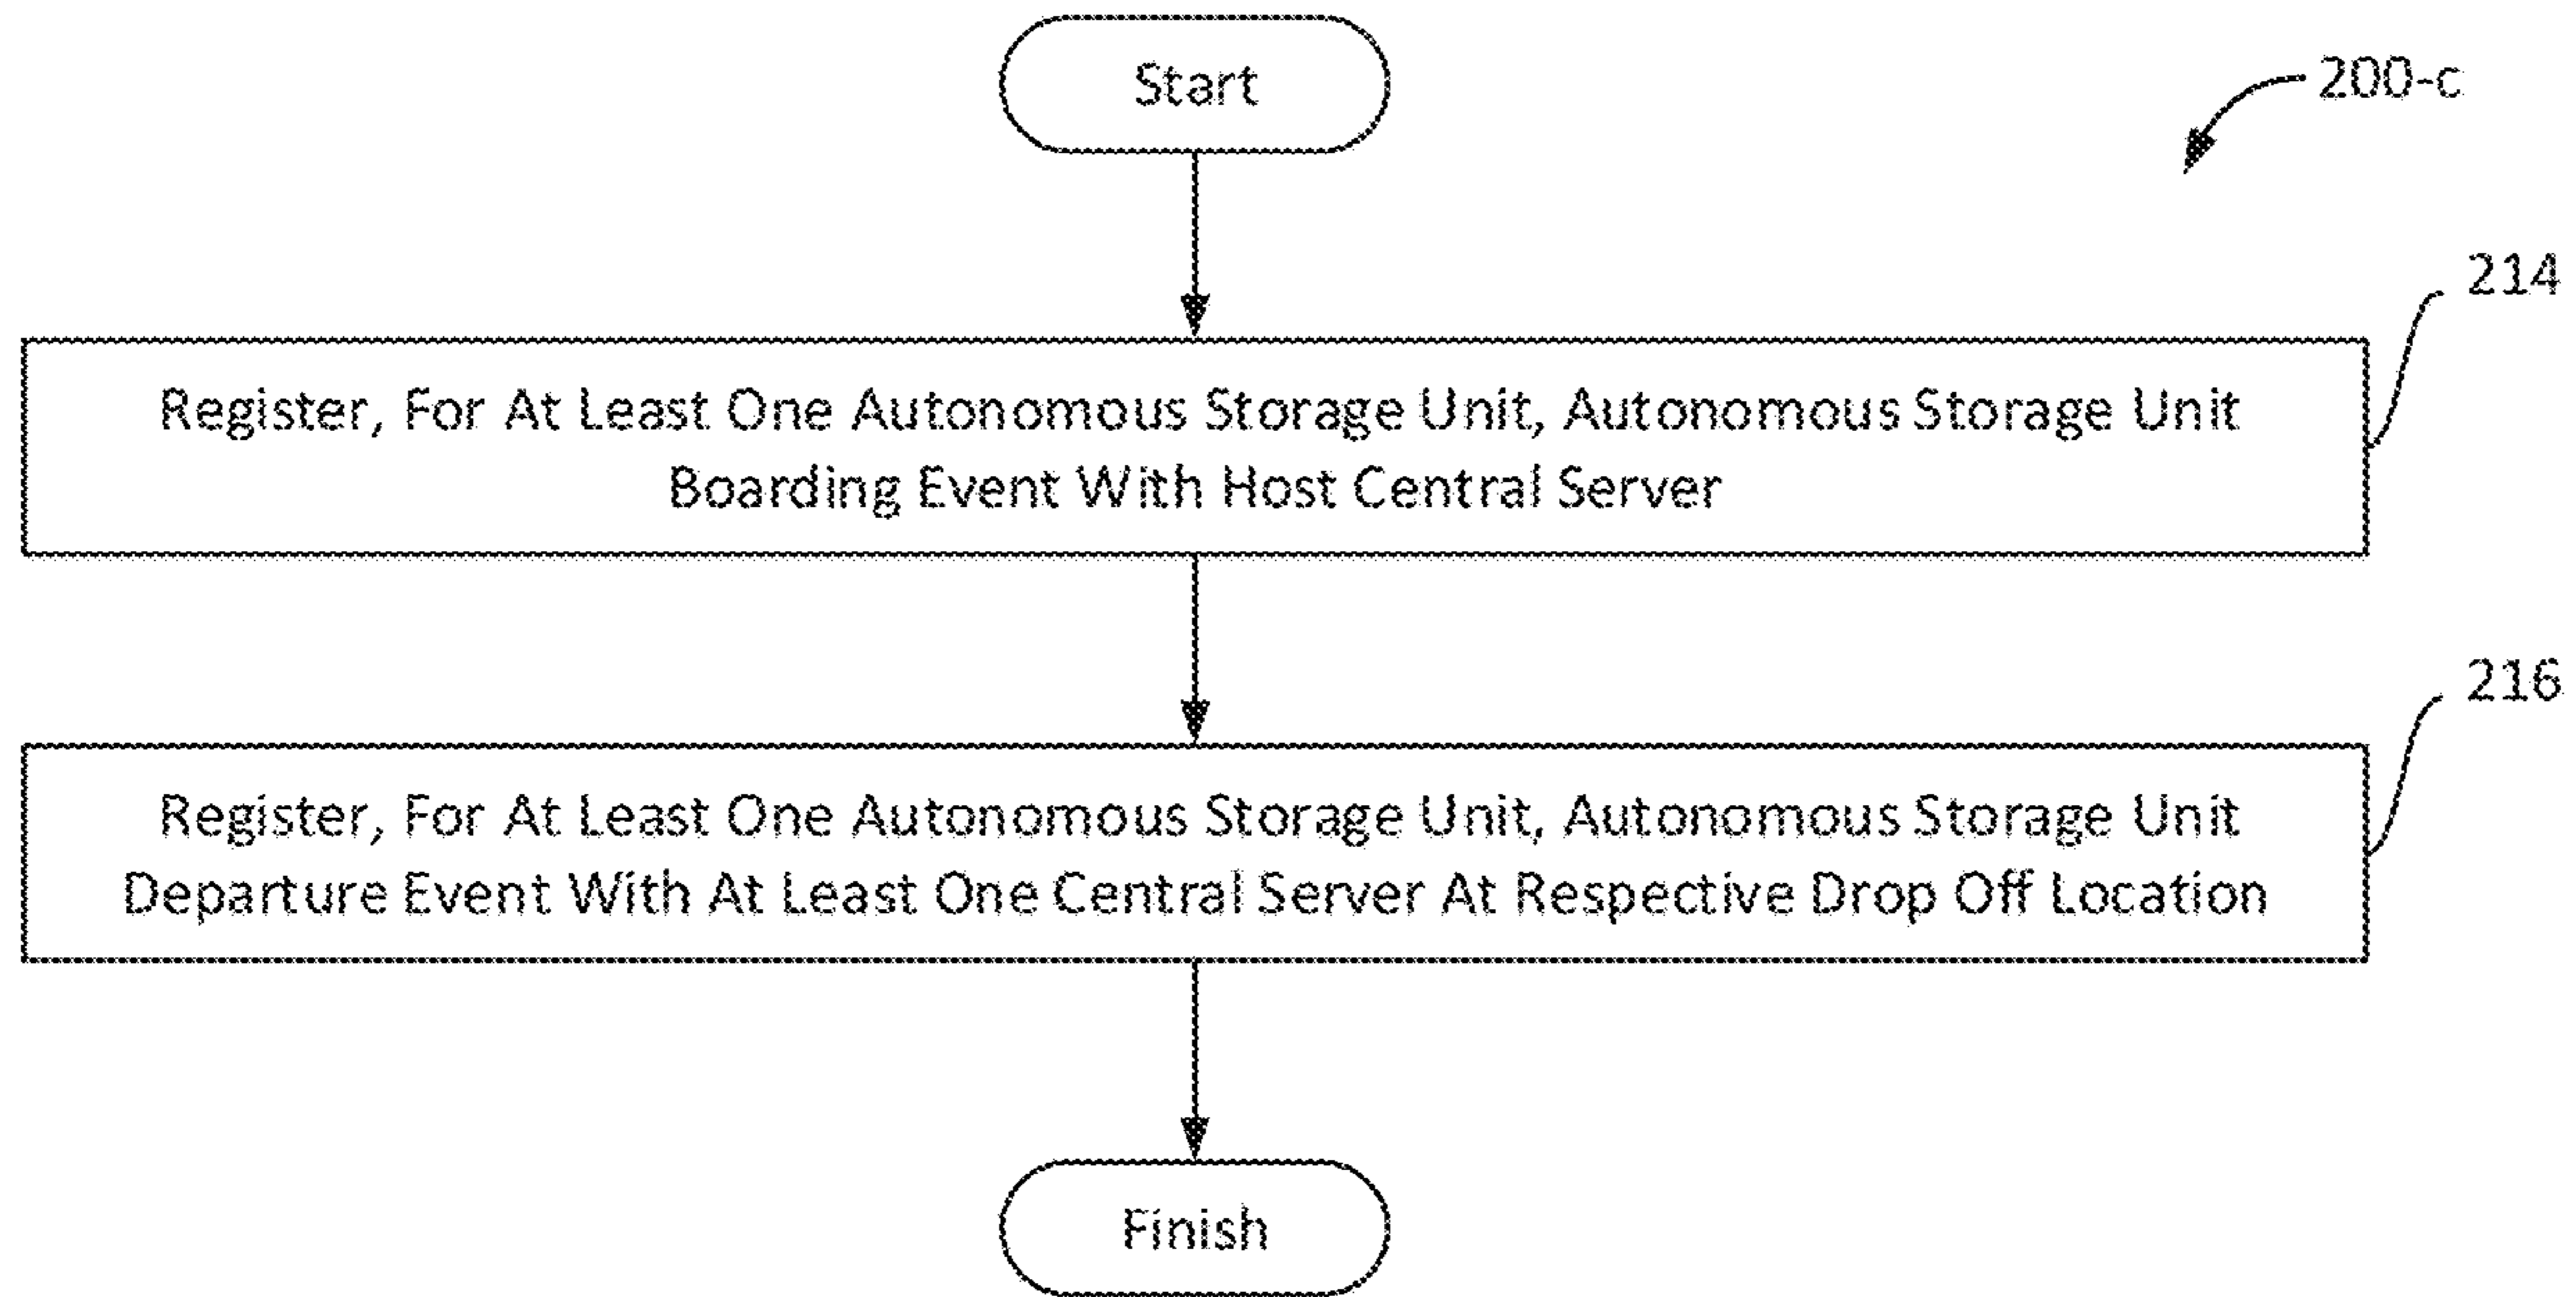 Start
200-c
214
Register, For At Least One Autonomous Storage Unit, Autonomous Storage Unit
Boarding Event With Host Central Server
216
Register, For At Least One Autonomous Storage Unit, Autonomous Storage Unit
Departure Event With At Least One Central Server At Respective Drop Off Location
Finish